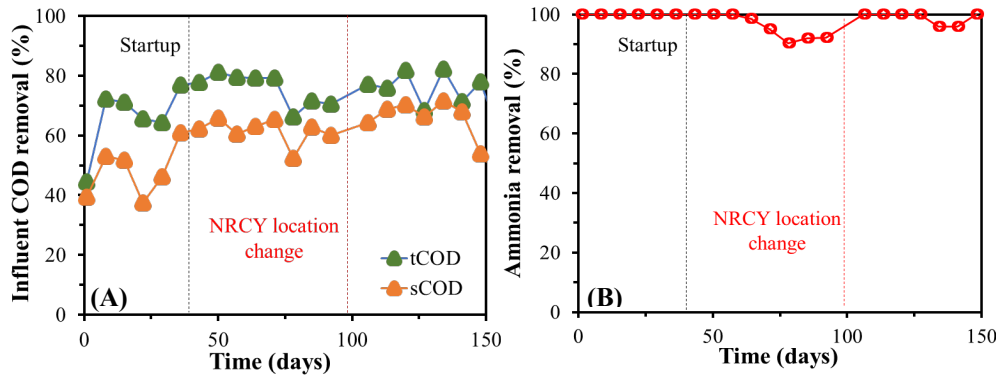 Influent COD removal (%)
100
80
60
40
20
0
Startup
NRCY location
change
tCOD
sCOD
(A)
0
50
100
150
Time (days)
Ammonia removal (%)
100
80
60
40
20
0
Startup
NRCY location
change
(B)
0
50
100
150
Time (days)